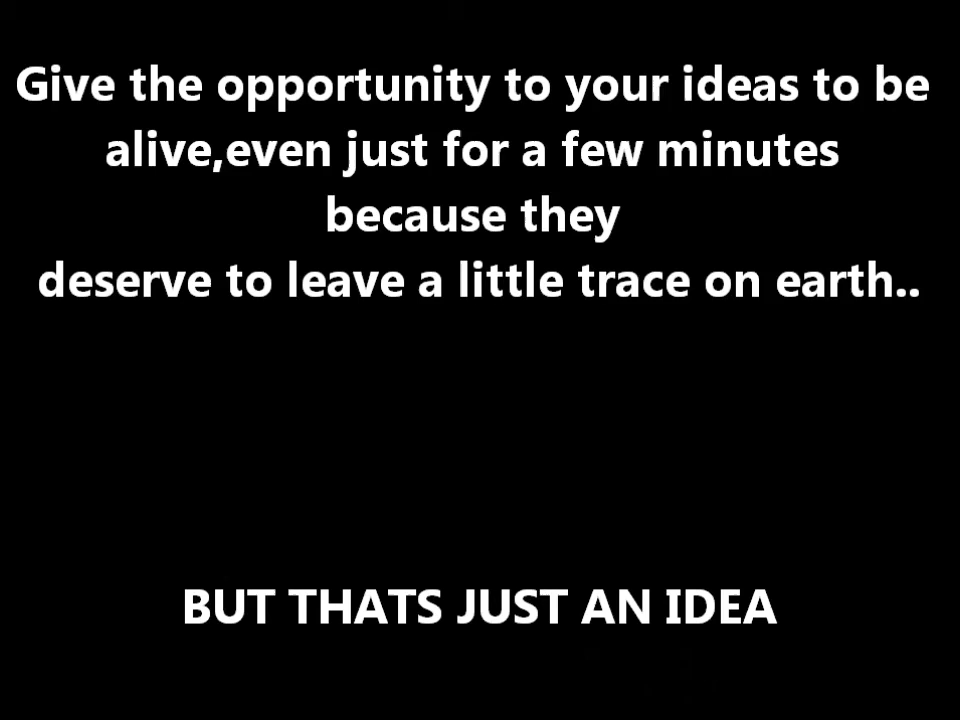 Give the opportunity to your ideas to be
alive,even just for a few minutes
because they
deserve to leave a little trace on earth..
BUT THATS JUST AN IDEA